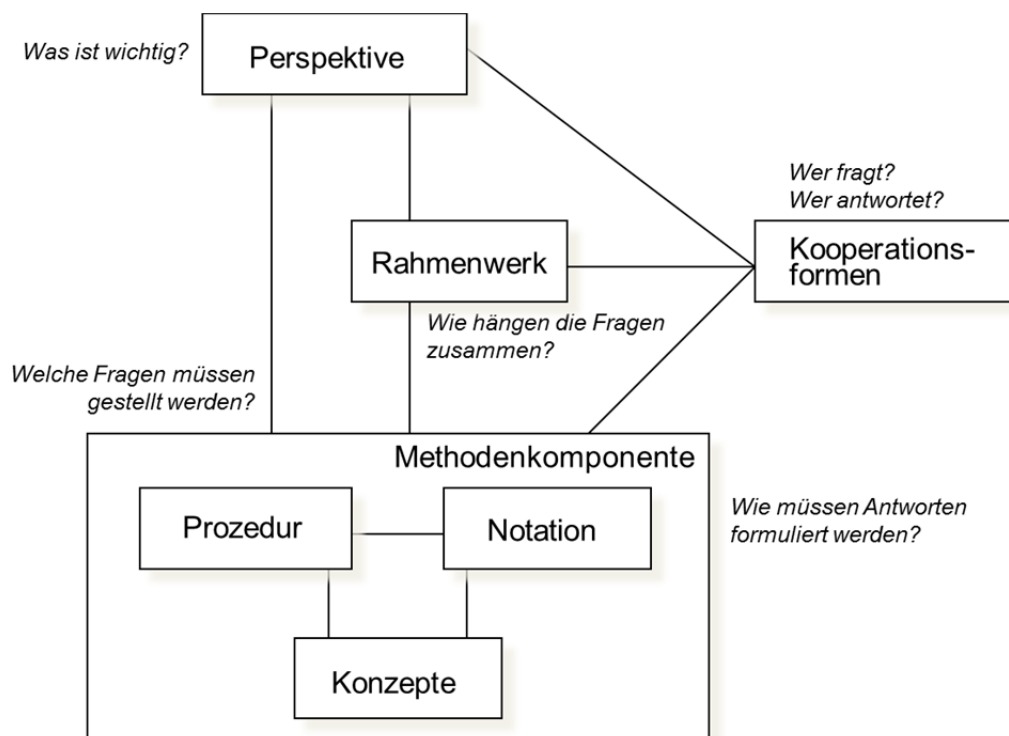 Was ist wichtig?
Perspektive
Wer fragt?
Wer antwortet?
Rahmenwerk
Kooperations-
formen
Wie hängen die Fragen
zusammen?
Welche Fragen müssen
gestellt werden?
Methodenkomponente
Prozedur
Notation
Wie müssen Antworten
formuliert werden?
Konzepte